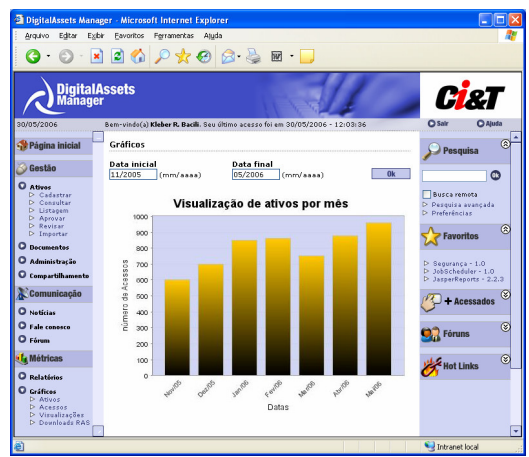 DigitalAssets Manager - Microsoft Internet Explorer
Arquivo Editar Exibir Favoritos Ferramentas Ajuda
DigitalAssets
Manager
Ci&T
30/05/2006 Bem-vindo(a) Kleber R. Bacili. Seu último acesso foi em 30/05/2006 - 12:03:36 Sair Ajuda
Página inicial
Gestão
Ativos
Cadastrar
Consultar
Listagem
Aprovar
Revisar
Importar
Documentos
Administração
Compartilhamento
Comunicação
Notícias
Fale conosco
Fórum
Métricas
Relatórios
Gráficos
Ativos
Acessos
Visualizações
Downloads RAS
Gráficos
Data inicial Data final
11/2005 (mm/aaaa) 05/2006 (mm/aaaa) Ok
Visualização de ativos por mês
número de Acessos
1000
900
800
700
600
500
400
300
200
100
0
Nov/05 Dez/05 Jan/06 Fev/06 Mar/06 Abr/06 Mai/06
Datas
Pesquisa
Ok
Busca remota
Pesquisa avançada
Preferências
Favoritos
Segurança - 1.0
JobScheduler - 1.0
JasperReports - 2.2.3
+ Acessados
Fóruns
Hot Links
Intranet local